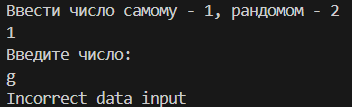 Ввести число самому - 1, рандомом - 2
1
Введите число:
g
Incorrect data input